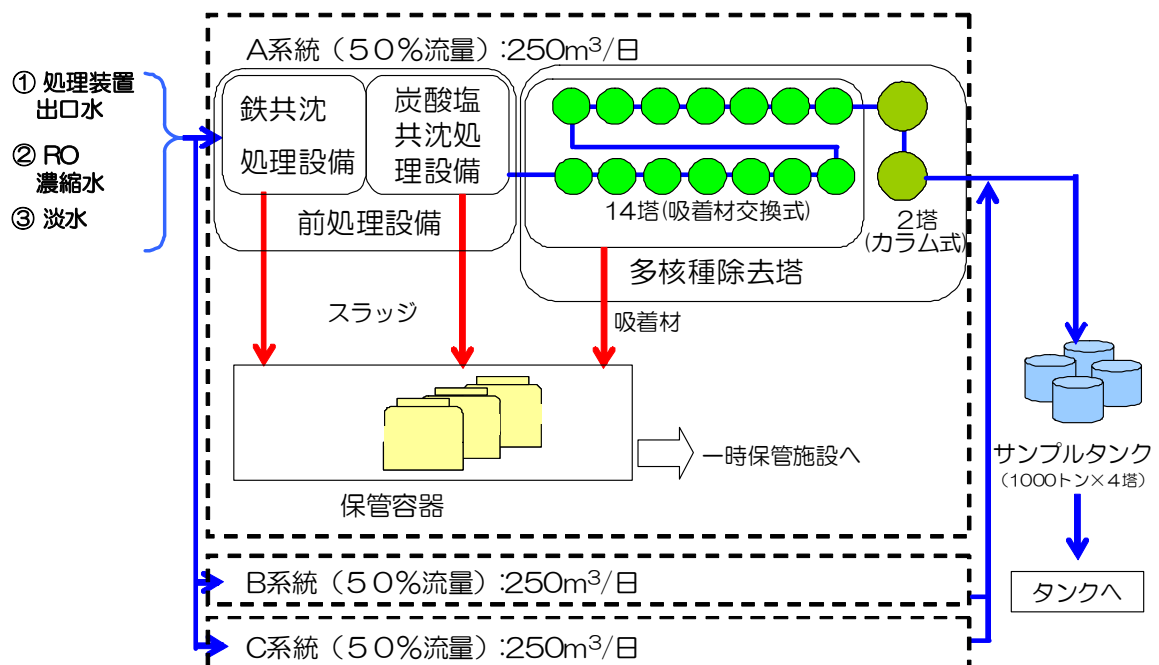 A系統（５０％流量）:250m³/日
① 処理装置
出口水
② RO
濃縮水
③ 淡水
鉄共沈
処理設備
炭酸塩
共沈処
理設備
前処理設備
14塔(吸着材交換式)
2塔
(カラム式)
多核種除去塔
スラッジ
吸着材
保管容器
一時保管施設へ
サンプルタンク
（1000トン×４塔）
タンクへ
B系統（５０％流量）:250m³/日
C系統（５０％流量）:250m³/日